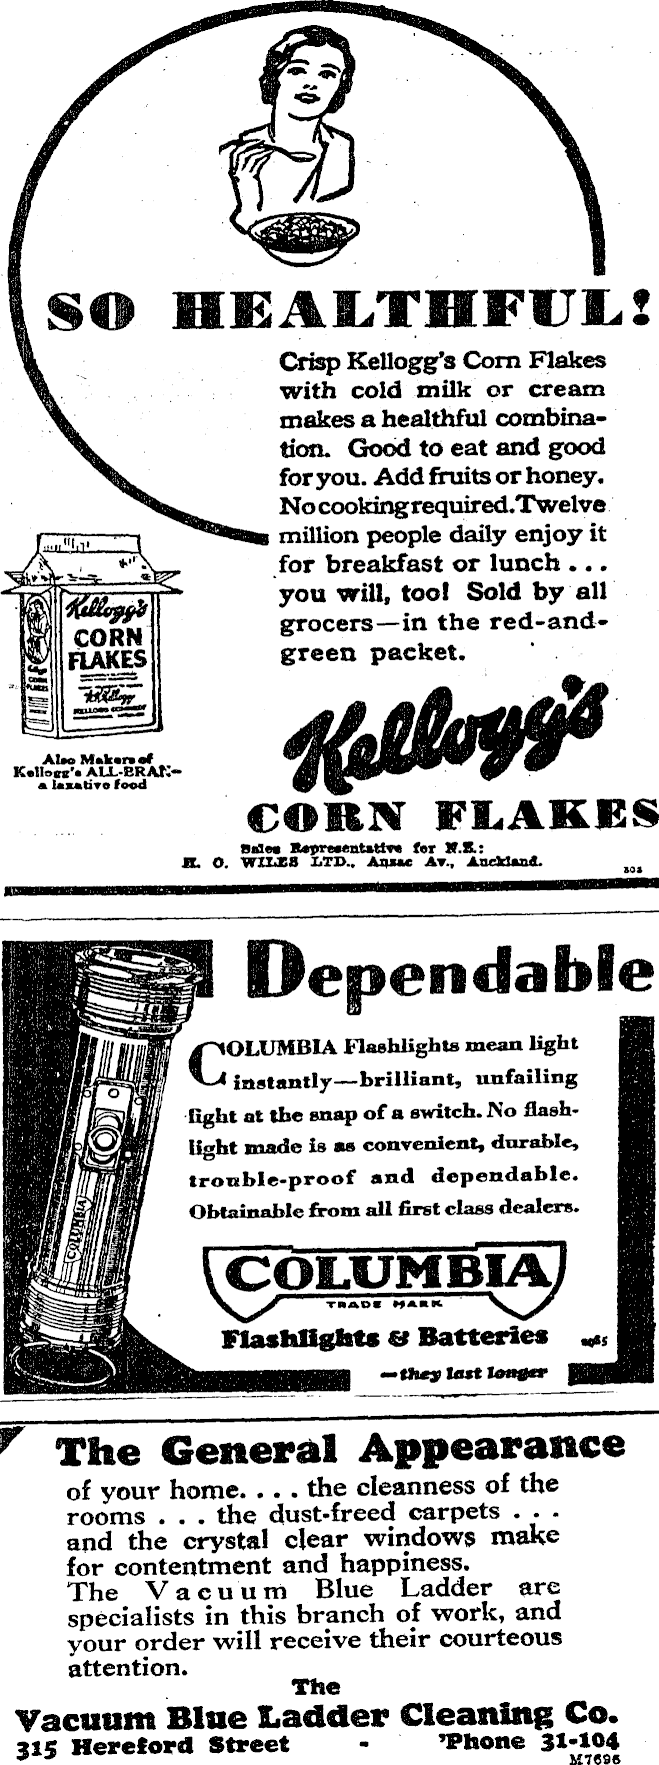 SO HEALTHFUL!
Crisp Kellogg's Corn Flakes
with cold milk or cream
makes a healthful combina-
tion. Good to eat and good
for you. Add fruits or honey.
No cooking required. Twelve
million people daily enjoy it
for breakfast or lunch . . .
you will, too! Sold by all
grocers—in the red-and-
green packet.
Kellogg's
CORN
FLAKES
CORN
FLAKES
Also Makers of
Kellogg's ALL-BRAN—
a laxative food
Kellogg's
CORN FLAKES
Sales Representative for N.Z.:
H. O. WILES LTD., Anzac Av., Auckland.
Dependable
COLUMBIA Flashlights mean light
instantly—brilliant, unfailing
light at the snap of a switch. No flash-
light made is as convenient, durable,
trouble-proof and dependable.
Obtainable from all first class dealers.
COLUMBIA
COLUMBIA
TRADE MARK
Flashlights & Batteries
—they last longer
The General Appearance
of your home. . . . the cleanness of the
rooms . . . the dust-freed carpets . . .
and the crystal clear windows make
for contentment and happiness.
The Vacuum Blue Ladder are
specialists in this branch of work, and
your order will receive their courteous
attention.
The
Vacuum Blue Ladder Cleaning Co.
315 Hereford Street - 'Phone 31-104
M7696